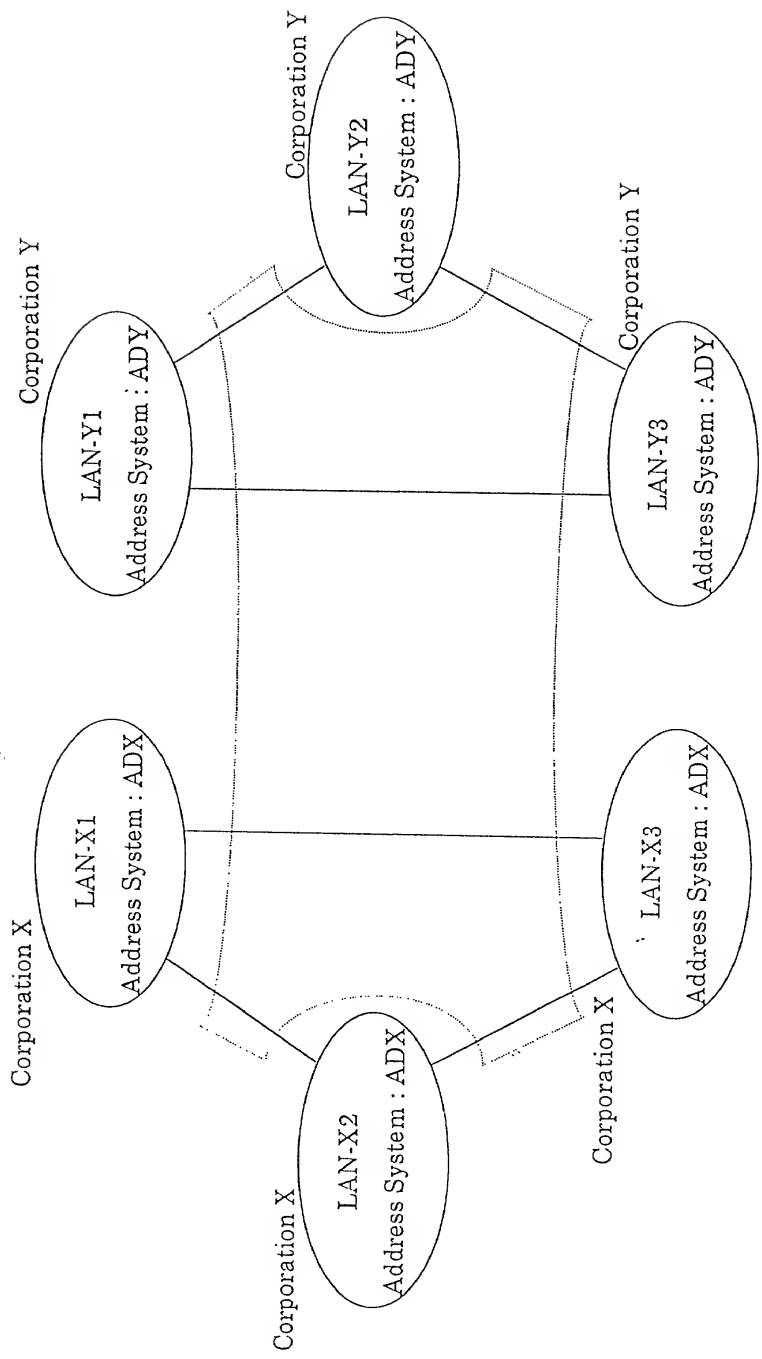 Corporation X
LAN-X1
Address System : ADX
Corporation Y
LAN-Y1
Address System : ADY
Corporation X
LAN-X2
Address System : ADX
Corporation Y
LAN-Y2
Address System : ADY
Corporation X
LAN-X3
Address System : ADX
Corporation Y
LAN-Y3
Address System : ADY